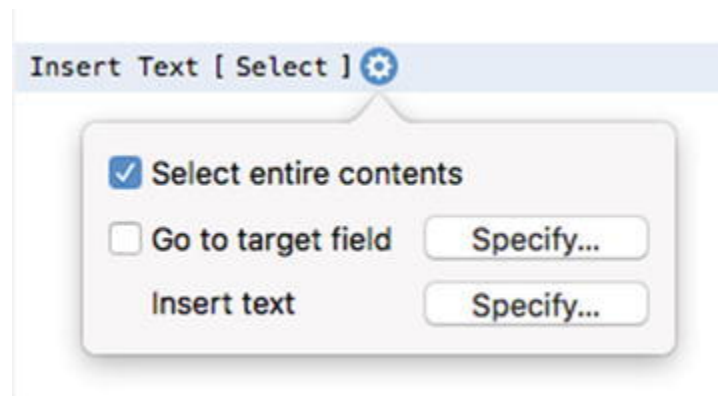 Insert Text [ Select ]
Select entire contents
Go to target field Specify...
Insert text Specify...